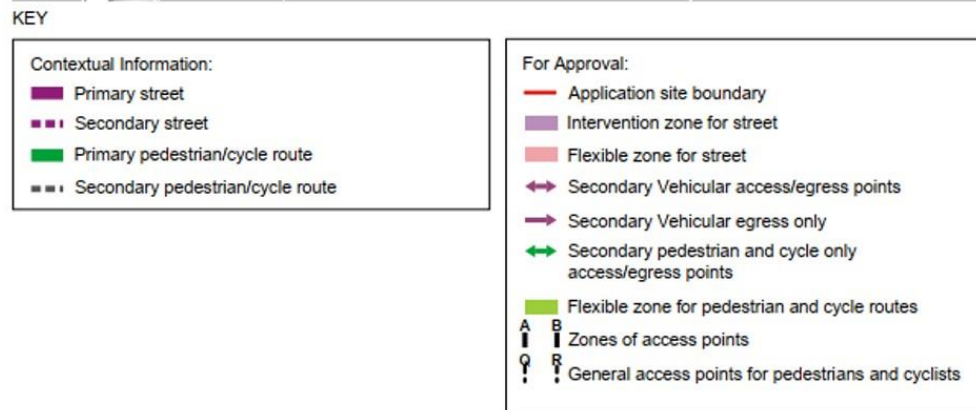 KEY
Contextual Information:
Primary street
Secondary street
Primary pedestrian/cycle route
Secondary pedestrian/cycle route
For Approval:
Application site boundary
Intervention zone for street
Flexible zone for street
Secondary Vehicular access/egress points
Secondary Vehicular egress only
Secondary pedestrian and cycle only
access/egress points
Flexible zone for pedestrian and cycle routes
A B
Zones of access points
Q R
General access points for pedestrians and cyclists